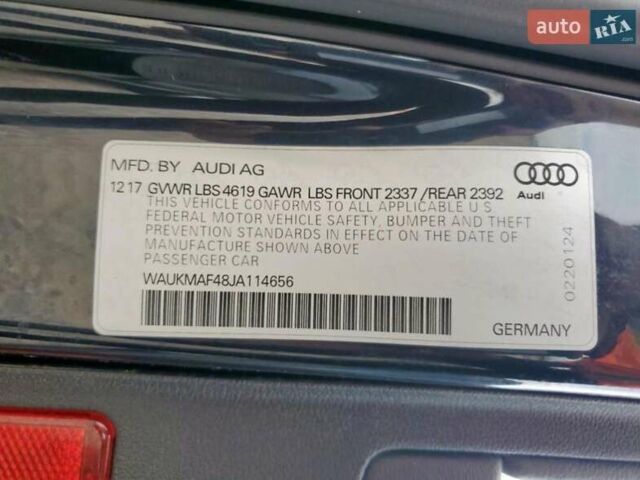 auto RIA
.com
MFD. BY AUDI AG
12 17 GVWR LBS 4619 GAWR LBS FRONT 2337 /REAR 2392
THIS VEHICLE CONFORMS TO ALL APPLICABLE U S
FEDERAL MOTOR VEHICLE SAFETY, BUMPER AND THEFT
PREVENTION STANDARDS IN EFFECT ON THE DATE OF
MANUFACTURE SHOWN ABOVE
PASSENGER CAR
WAUKMAF48JA114656
Audi
0220124
GERMANY